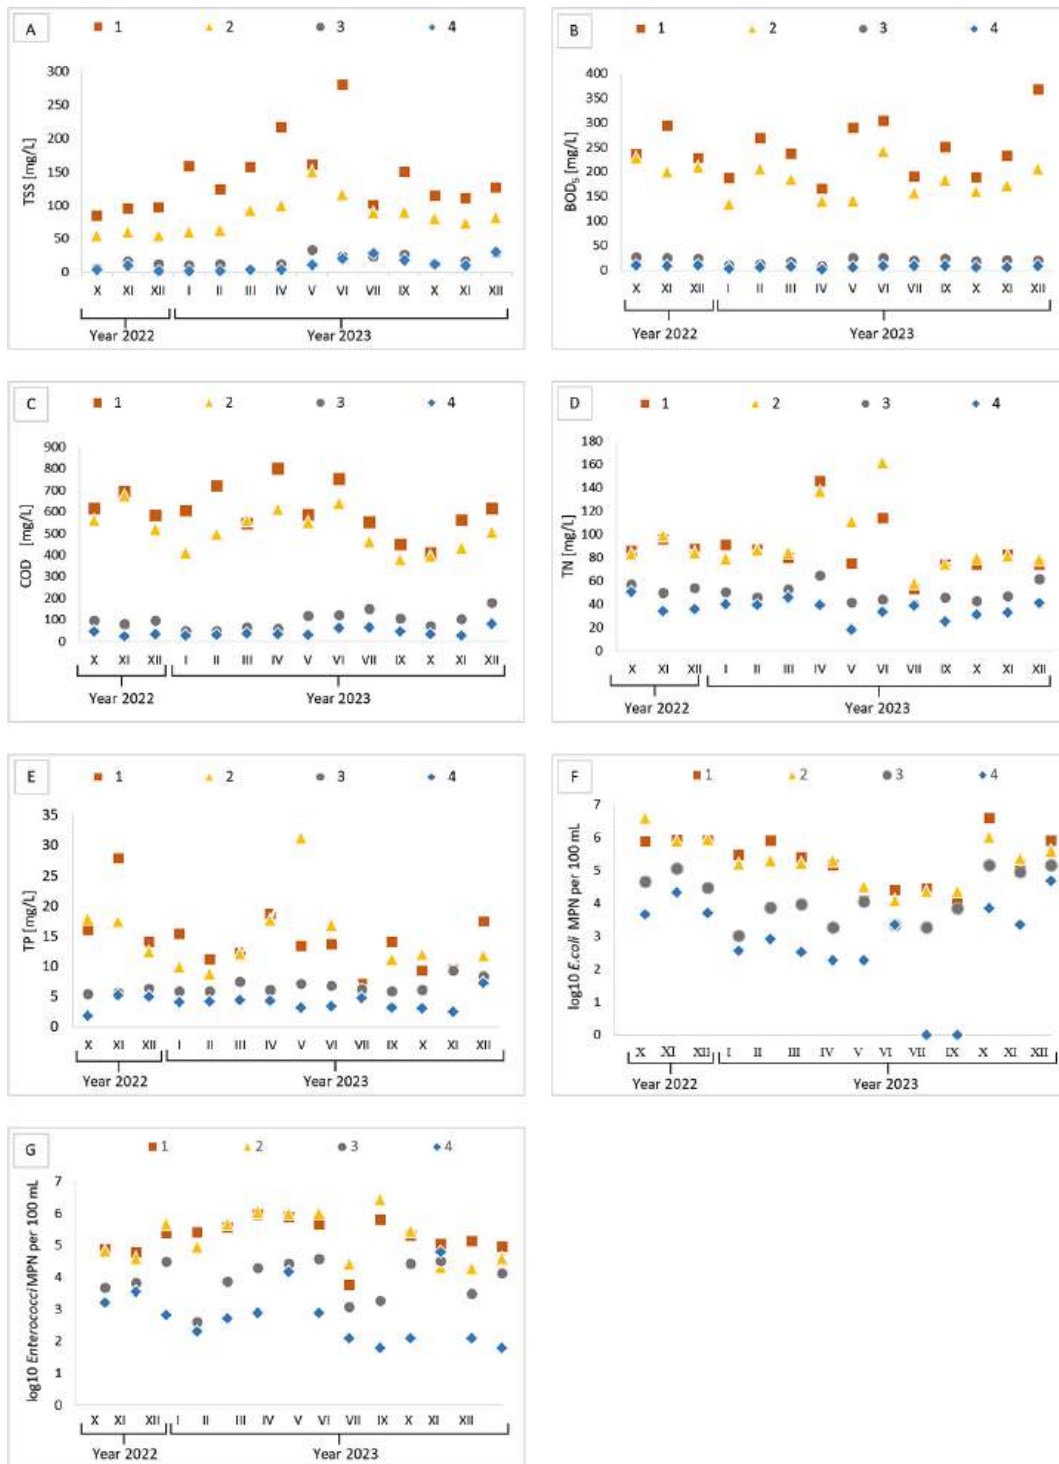 A
1 2 3 4
TSS [mg/L]
300
250
200
150
100
50
0
X XI XII I II III IV V VI VII IX X XI XII
Year 2022 Year 2023
B
1 2 3 4
BOD5 [mg/L]
400
350
300
250
200
150
100
50
0
X XI XII I II III IV V VI VII IX X XI XII
Year 2022 Year 2023
C
1 2 3 4
COD [mg/L]
900
800
700
600
500
400
300
200
100
0
X XI XII I II III IV V VI VII IX X XI XII
Year 2022 Year 2023
D
1 2 3 4
TN [mg/L]
180
160
140
120
100
80
60
40
20
0
X XI XII I II III IV V VI VII IX X XI XII
Year 2022 Year 2023
E
1 2 3 4
TP [mg/L]
35
30
25
20
15
10
5
0
X XI XII I II III IV V VI VII IX X XI XII
Year 2022 Year 2023
F
1 2 3 4
log10 E.coli MPN per 100 mL
7
6
5
4
3
2
1
0
X XI XII I II III IV V VI VII IX X XI XII
Year 2022 Year 2023
G
1 2 3 4
log10 Enterococci MPN per 100 mL
7
6
5
4
3
2
1
0
X XI XII I II III IV V VI VII IX X XI XII
Year 2022 Year 2023